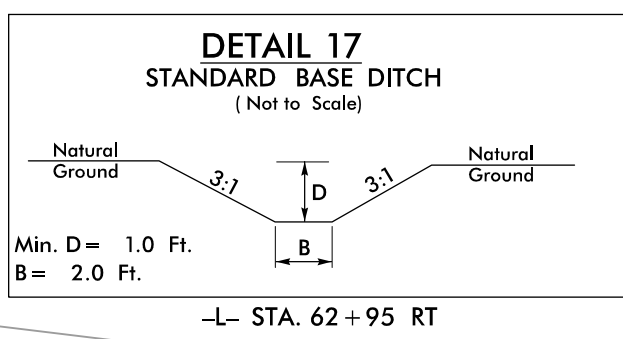 DETAIL 17
STANDARD BASE DITCH
( Not to Scale)
Natural
Ground
3:1
D
3:1
Natural
Ground
B
Min. D = 1.0 Ft.
B = 2.0 Ft.
-L- STA. 62+95 RT